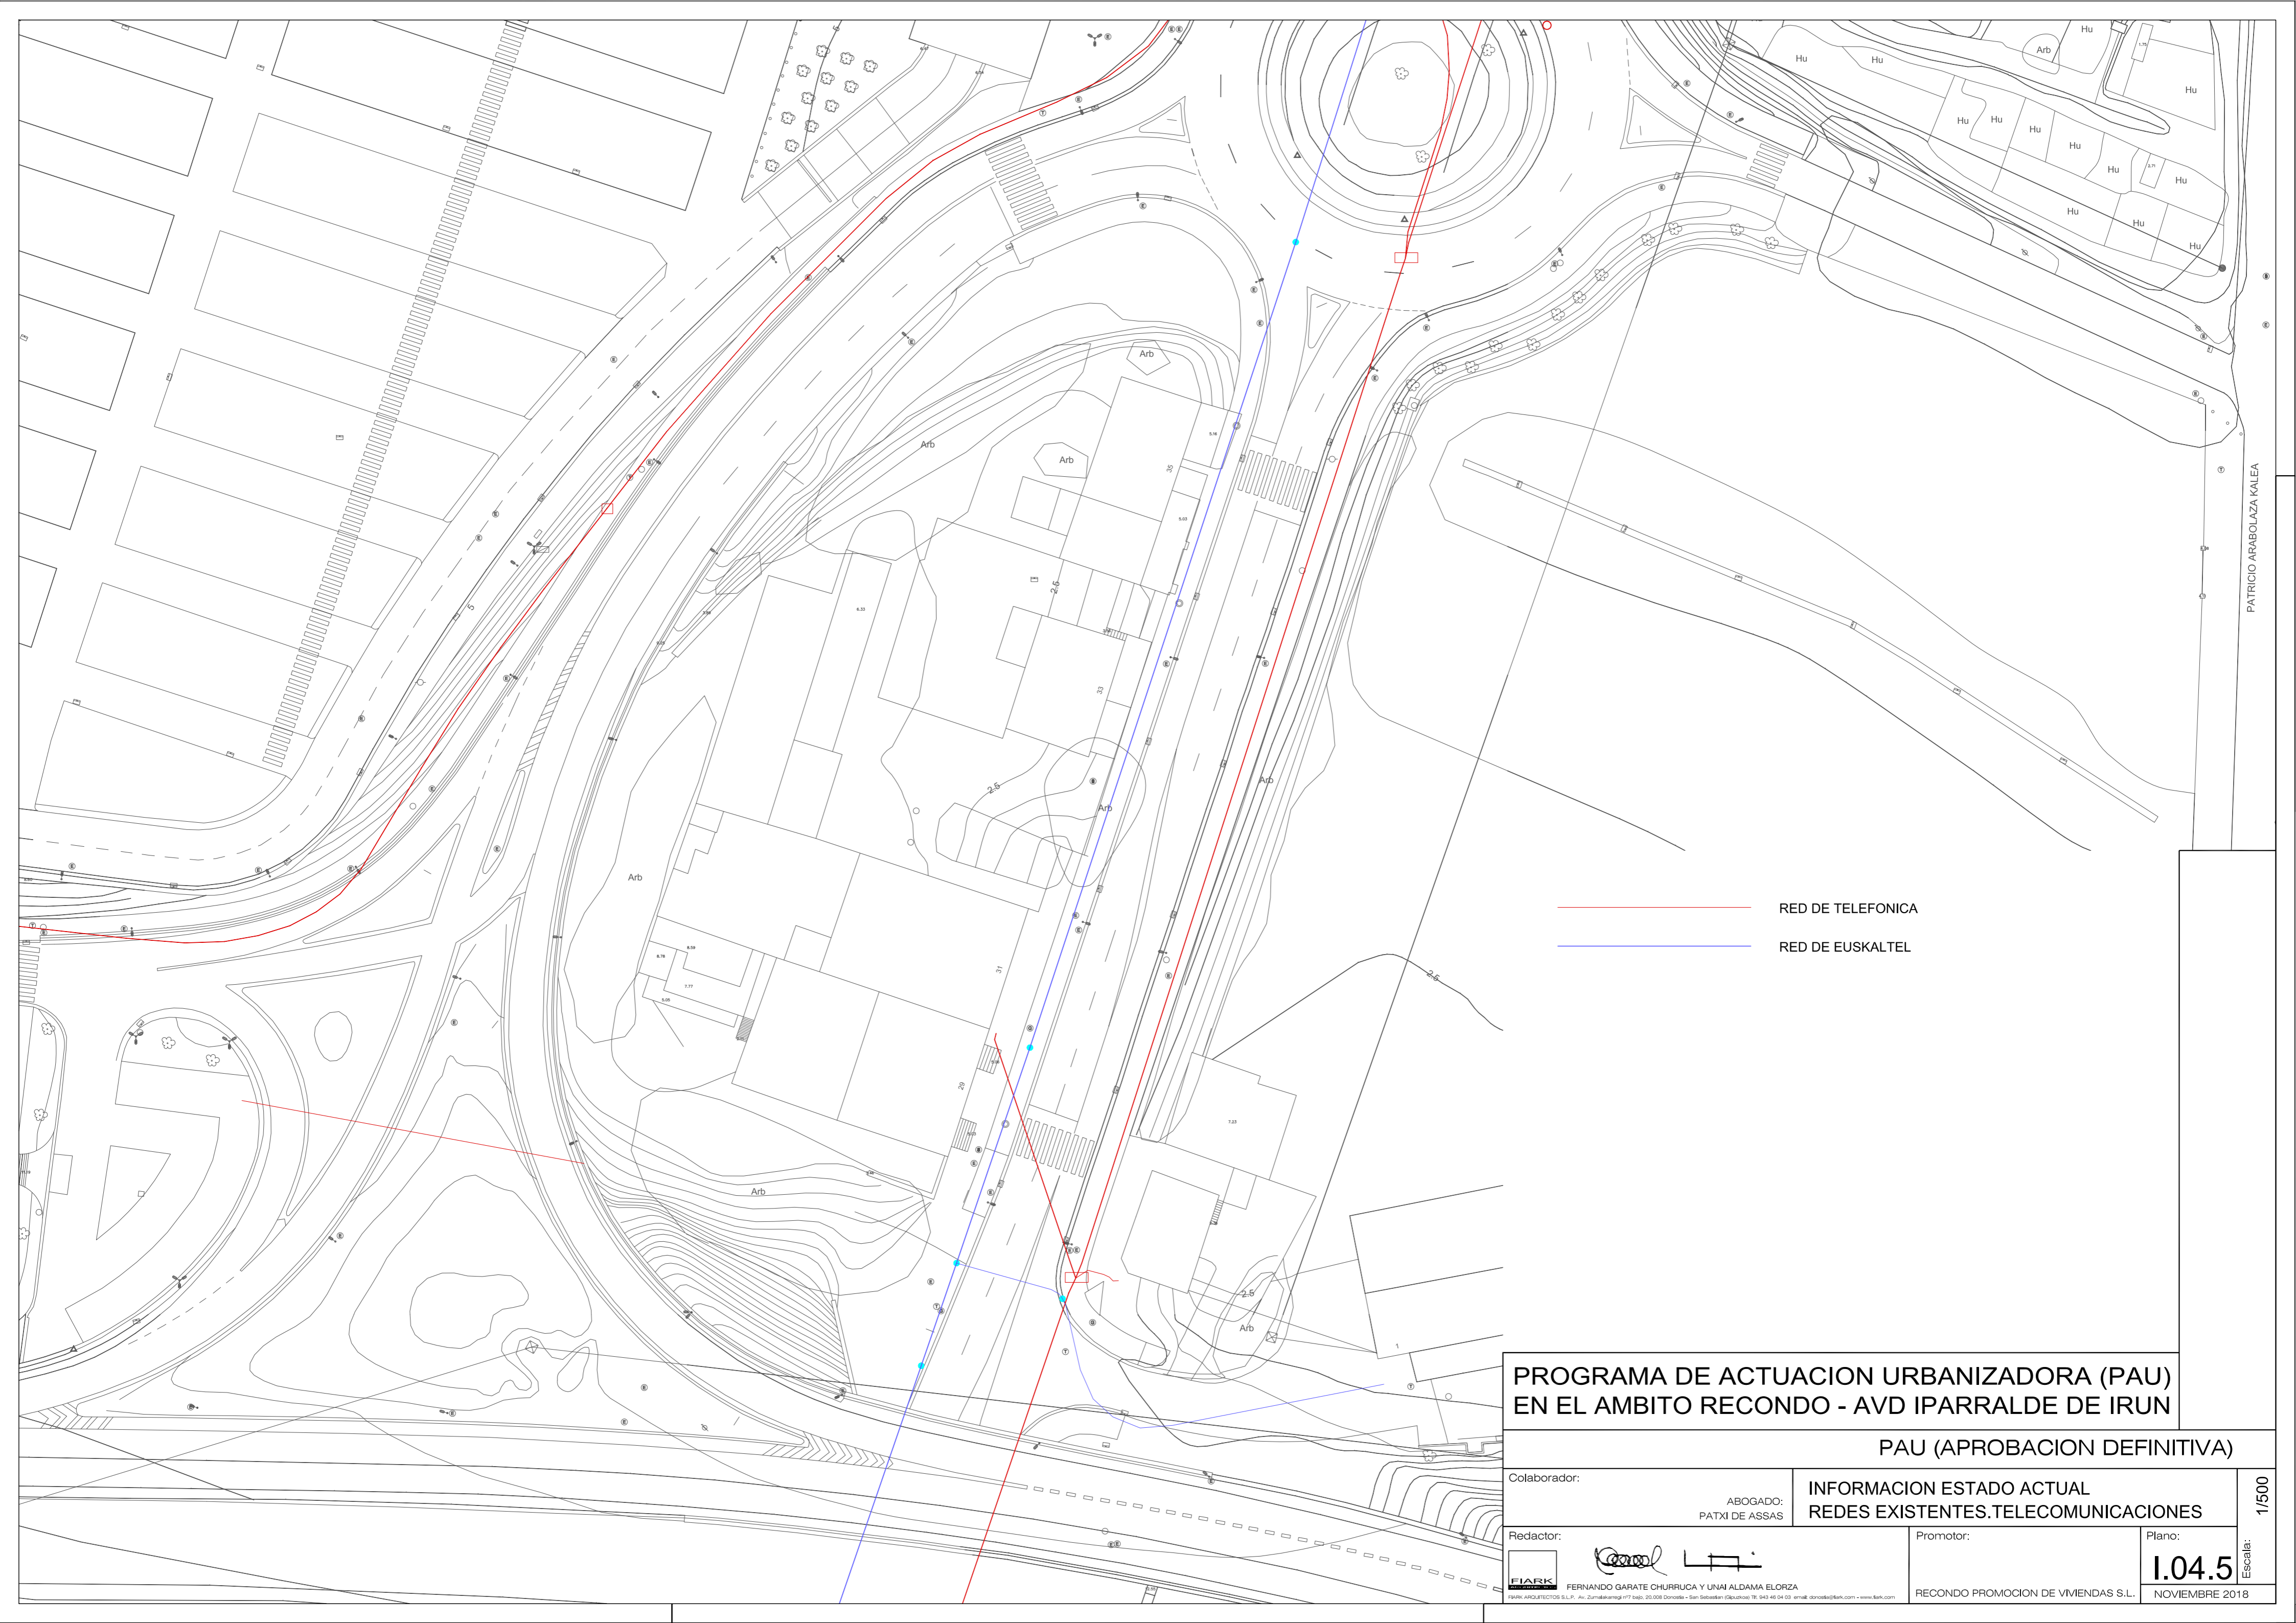 Hu
Hu
Hu
Arb
Hu
Hu
Hu
Hu
Hu
Hu
Hu
Hu
Hu
Hu
PATRICIO ARABOLAZA KALEA
Arb
Arb
Arb
35
5
2.5
33
2.5
Arb
Arb
Arb
31
29
2.5
Arb
2.5
Arb
RED DE TELEFONICA
RED DE EUSKALTEL
PROGRAMA DE ACTUACION URBANIZADORA (PAU)
EN EL AMBITO RECONDO - AVD IPARRALDE DE IRUN
PAU (APROBACION DEFINITIVA)
Colaborador:
ABOGADO:
PATXI DE ASSAS
INFORMACION ESTADO ACTUAL
REDES EXISTENTES.TELECOMUNICACIONES
Escala:
1/500
Redactor:
FIARK
FERNANDO GARATE CHURRUCA Y UNAI ALDAMA ELORZA
Promotor:
RECONDO PROMOCION DE VIVIENDAS S.L.
Plano:
I.04.5
NOVIEMBRE 2018